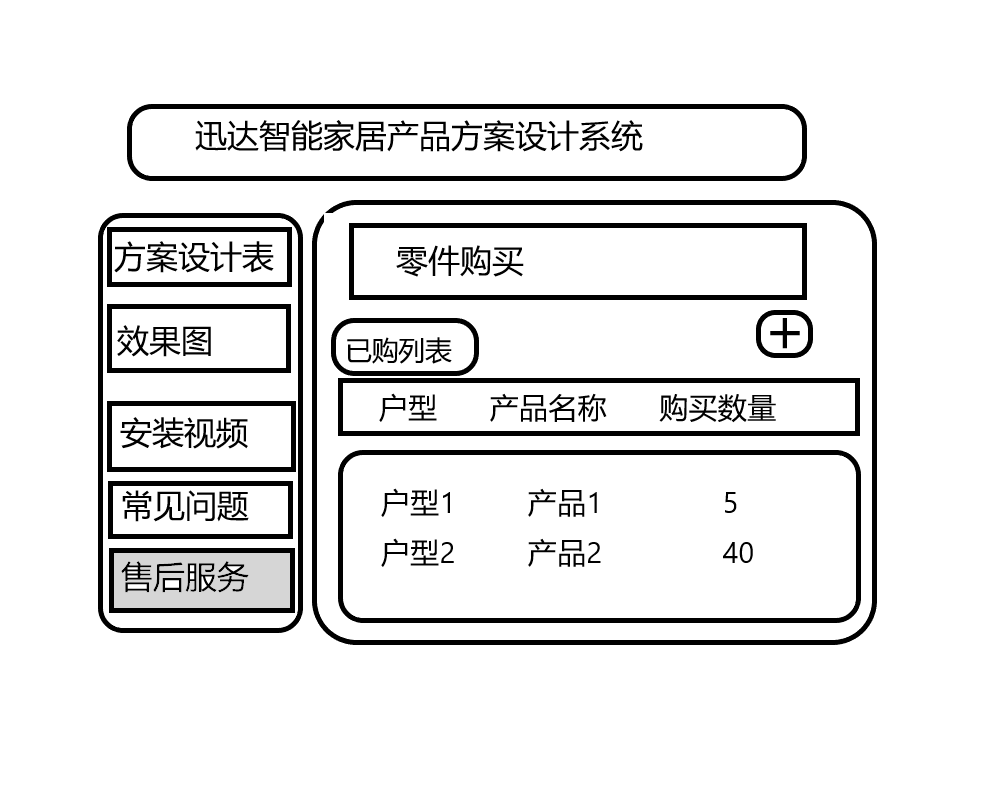 迅达智能家居产品方案设计系统
方案设计表
效果图
安装视频
常见问题
售后服务
零件购买
已购列表
+
户型 产品名称 购买数量
户型1 产品1 5
户型2 产品2 40